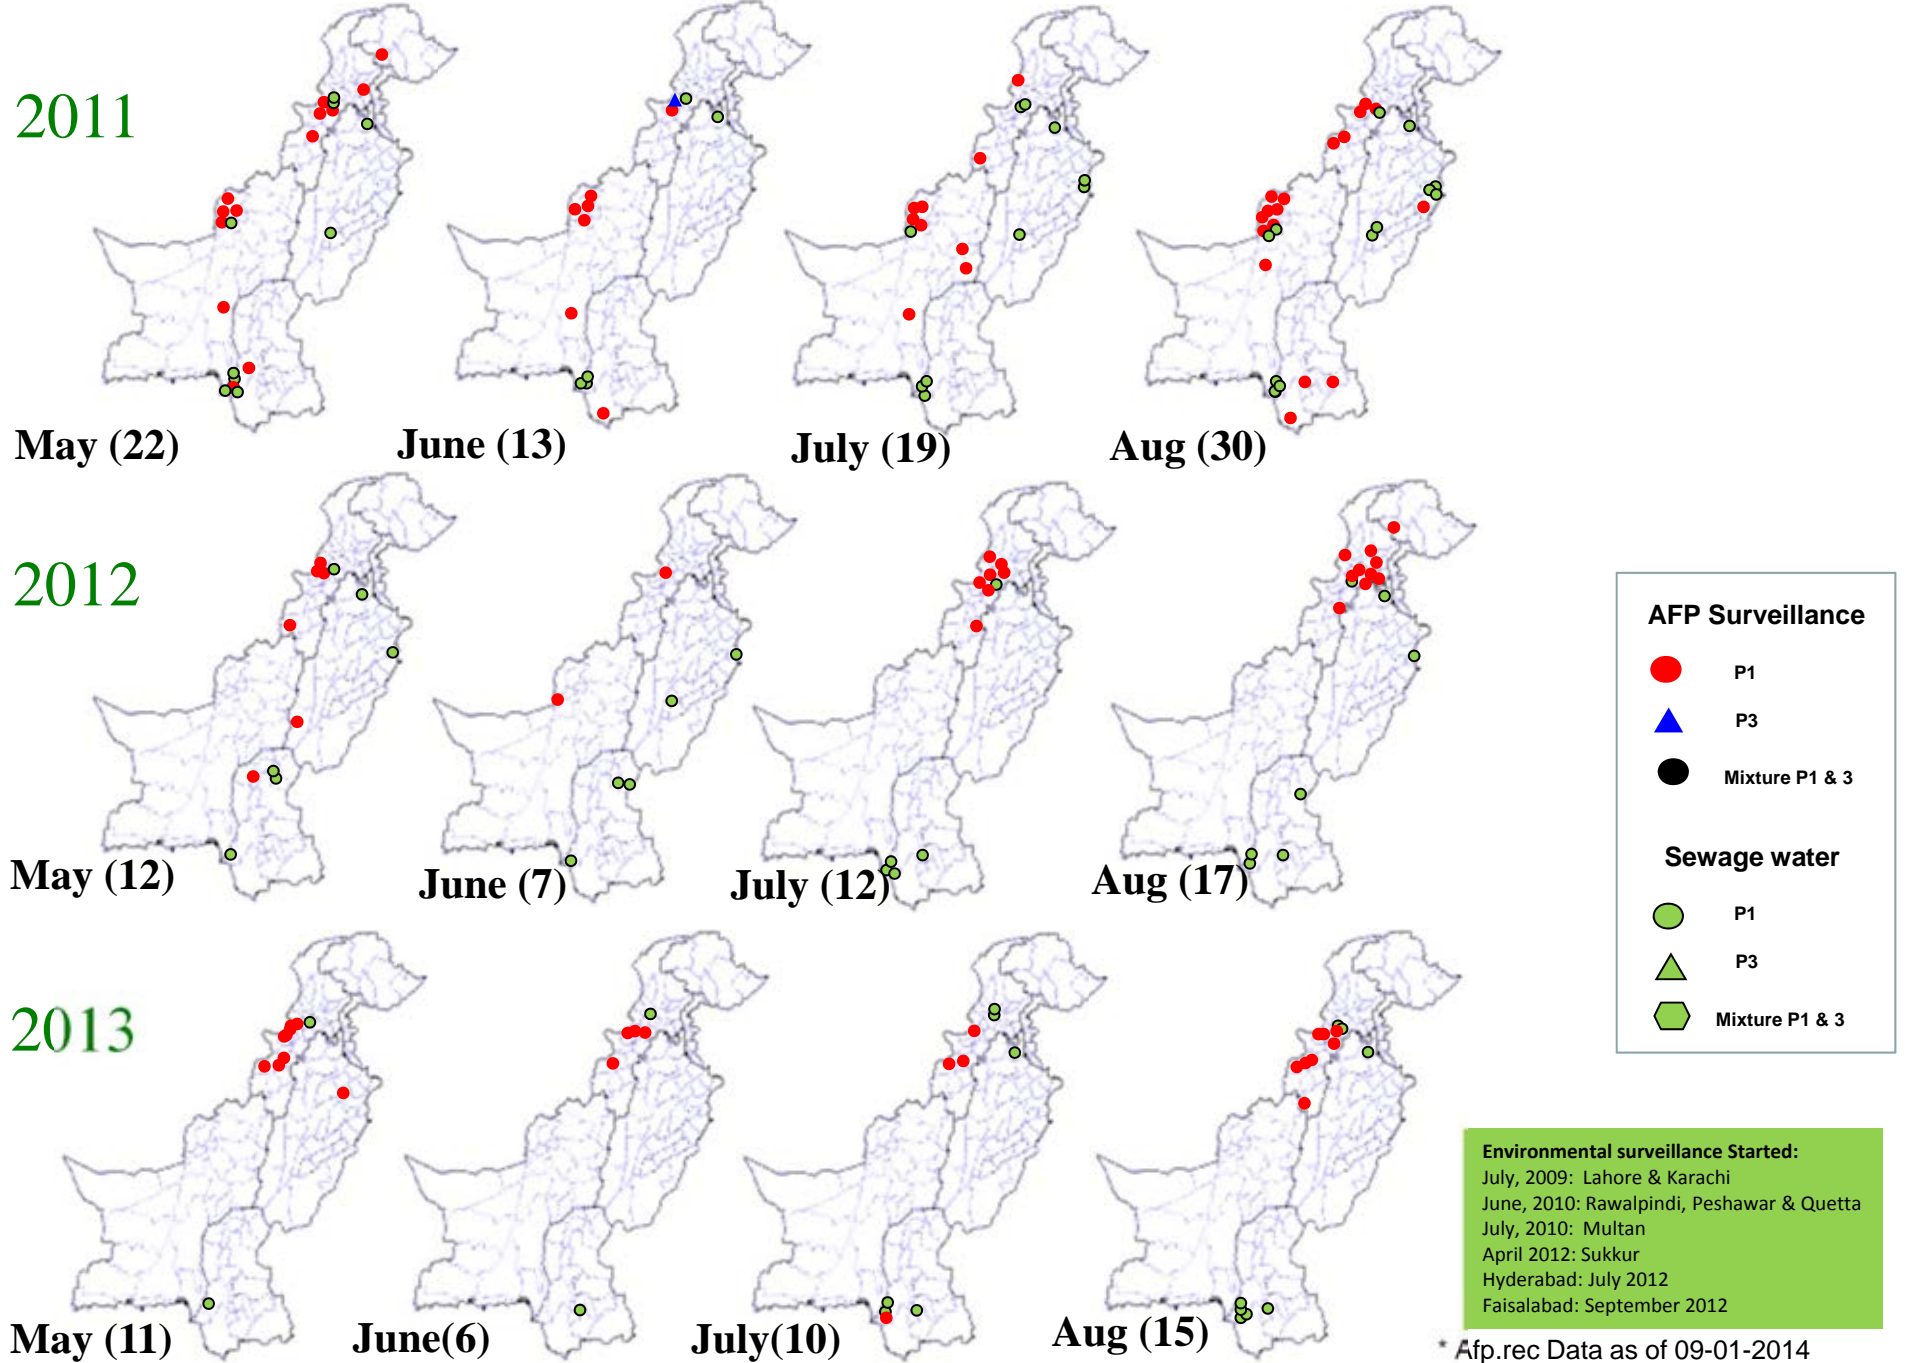 2011
May (22)
June (13)
July (19)
Aug (30)
2012
May (12)
June (7)
July (12)
Aug (17)
2013
May (11)
June(6)
July(10)
Aug (15)
AFP Surveillance
P1
P3
Mixture P1 & 3
Sewage water
P1
P3
Mixture P1 & 3
Environmental surveillance Started:
July, 2009: Lahore & Karachi
June, 2010: Rawalpindi, Peshawar & Quetta
July, 2010: Multan
April 2012: Sukkur
Hyderabad: July 2012
Faisalabad: September 2012
* Afp.rec Data as of 09-01-2014